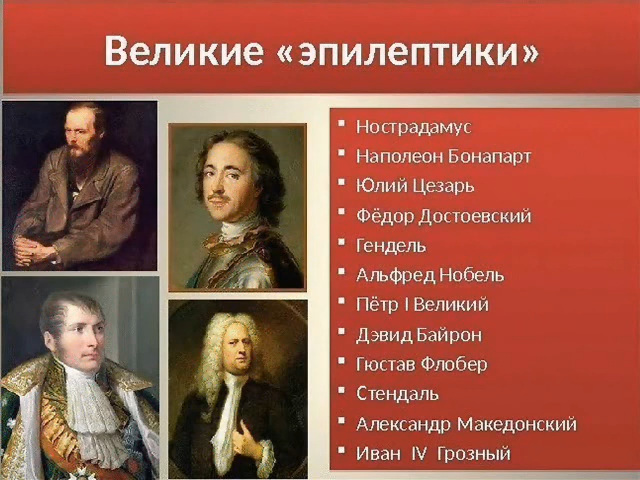 Великие «эпилептики»
Нострадамус
Наполеон Бонапарт
Юлий Цезарь
Фёдор Достоевский
Гендель
Альфред Нобель
Пётр I Великий
Дэвид Байрон
Гюстав Флобер
Стендаль
Александр Македонский
Иван IV Грозный